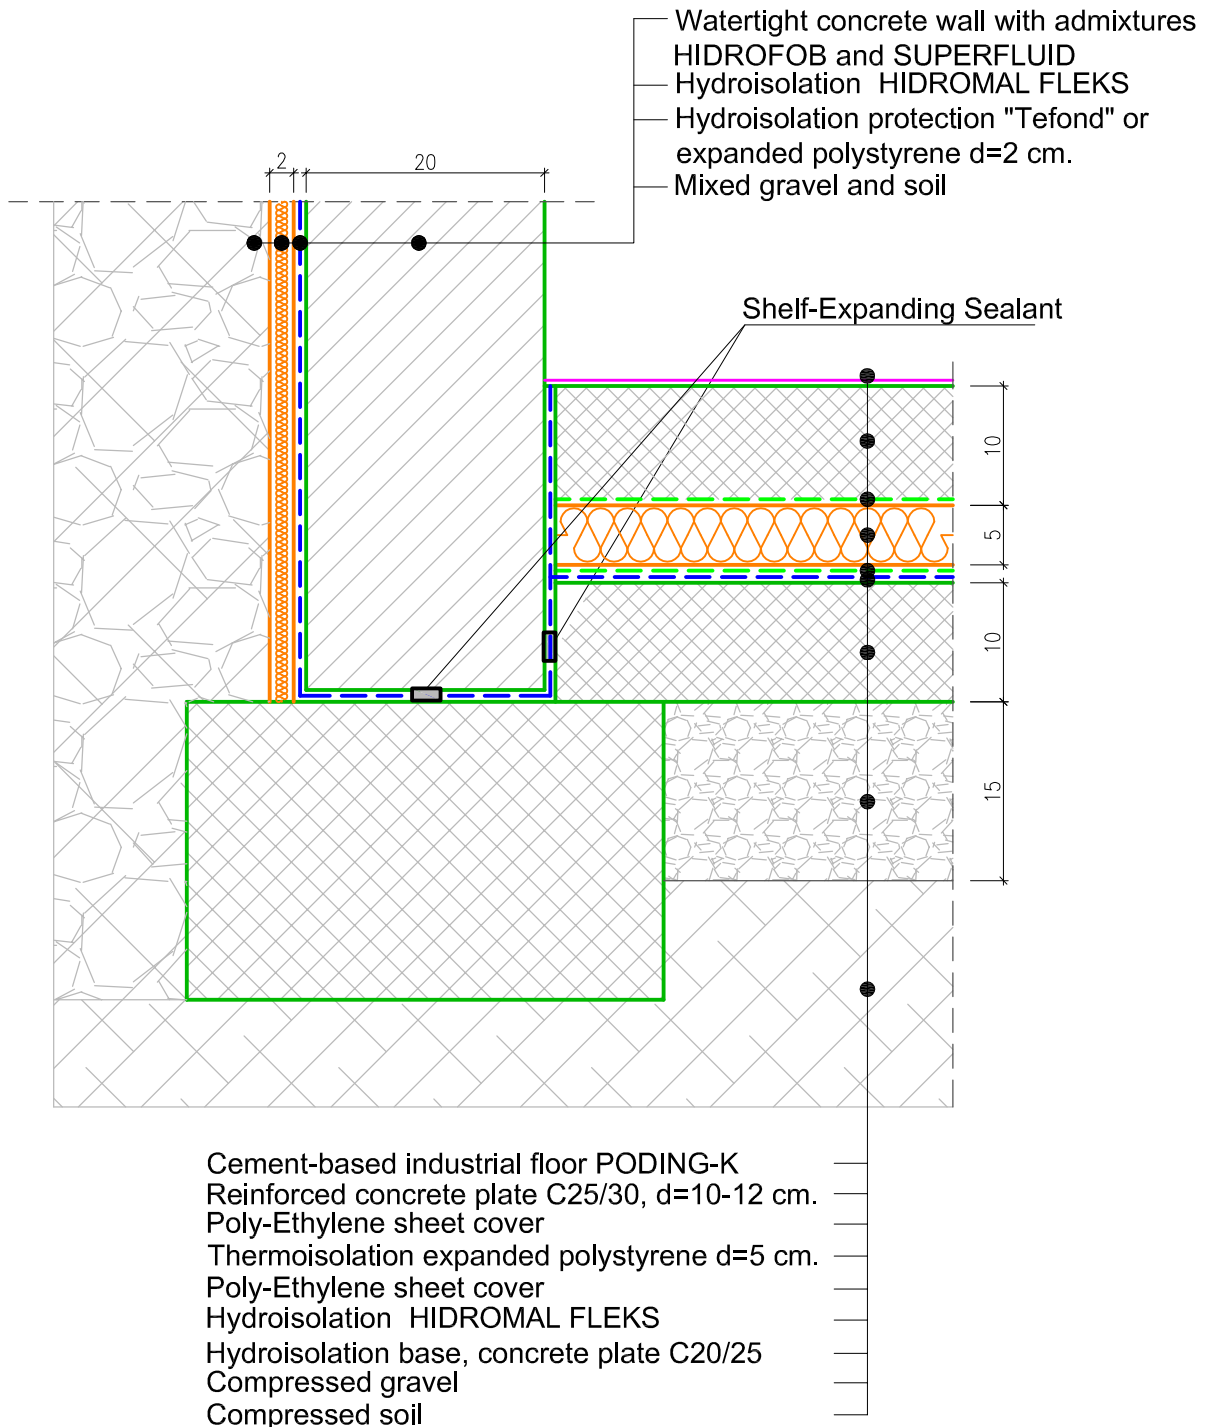 Watertight concrete wall with admixtures
HIDROFOB and SUPERFLUID
Hydroisolation HIDROMAL FLEKS
Hydroisolation protection "Tefond" or
expanded polystyrene d=2 cm.
Mixed gravel and soil
2
20
Shelf-Expanding Sealant
10
5
10
15
Cement-based industrial floor PODING-K
Reinforced concrete plate C25/30, d=10-12 cm.
Poly-Ethylene sheet cover
Thermoisolation expanded polystyrene d=5 cm.
Poly-Ethylene sheet cover
Hydroisolation HIDROMAL FLEKS
Hydroisolation base, concrete plate C20/25
Compressed gravel
Compressed soil